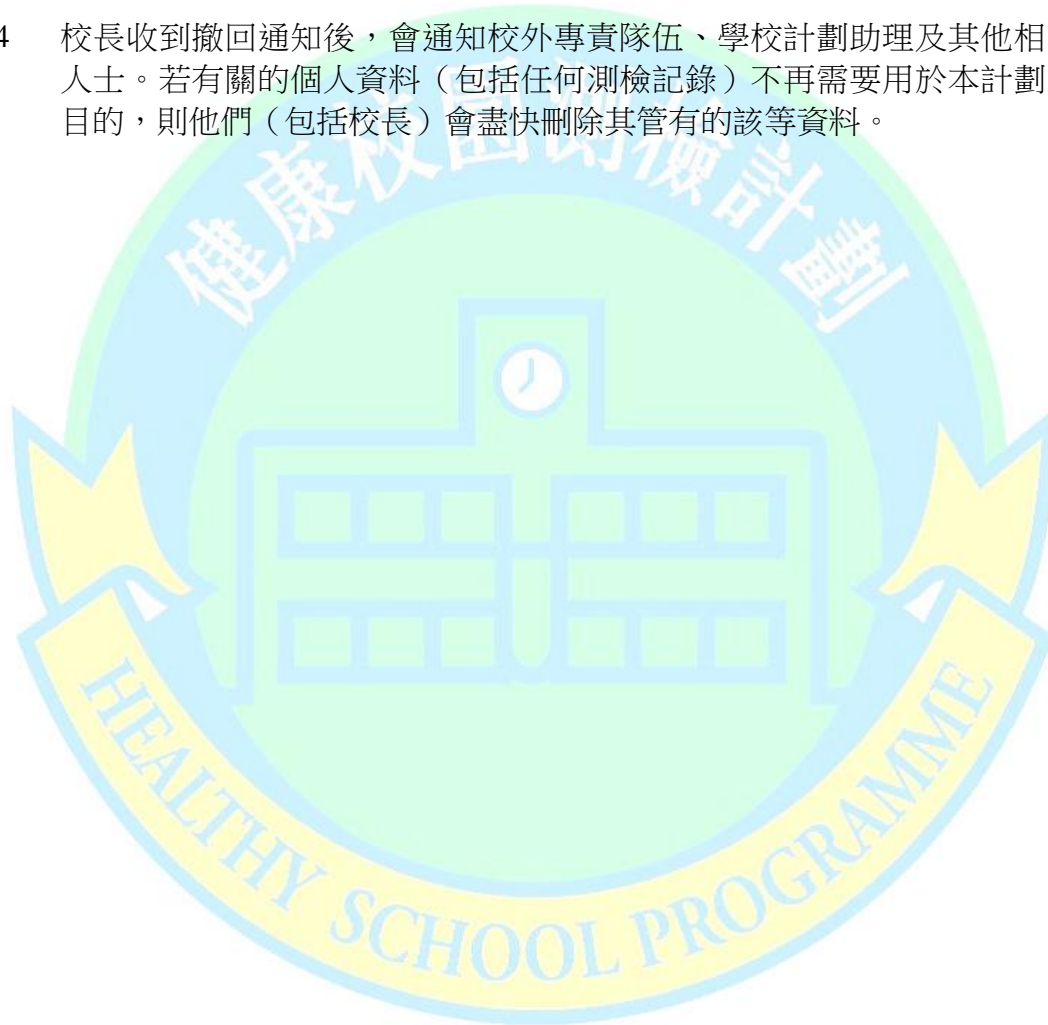 4 校長收到撤回通知後，會通知校外專責隊伍、學校計劃助理及其他相
人士。若有關的個人資料（包括任何測檢記錄）不再需要用於本計劃
目的，則他們（包括校長）會盡快刪除其管有的該等資料。
健康校園測檢計劃
HEALTHY SCHOOL PROGRAMME